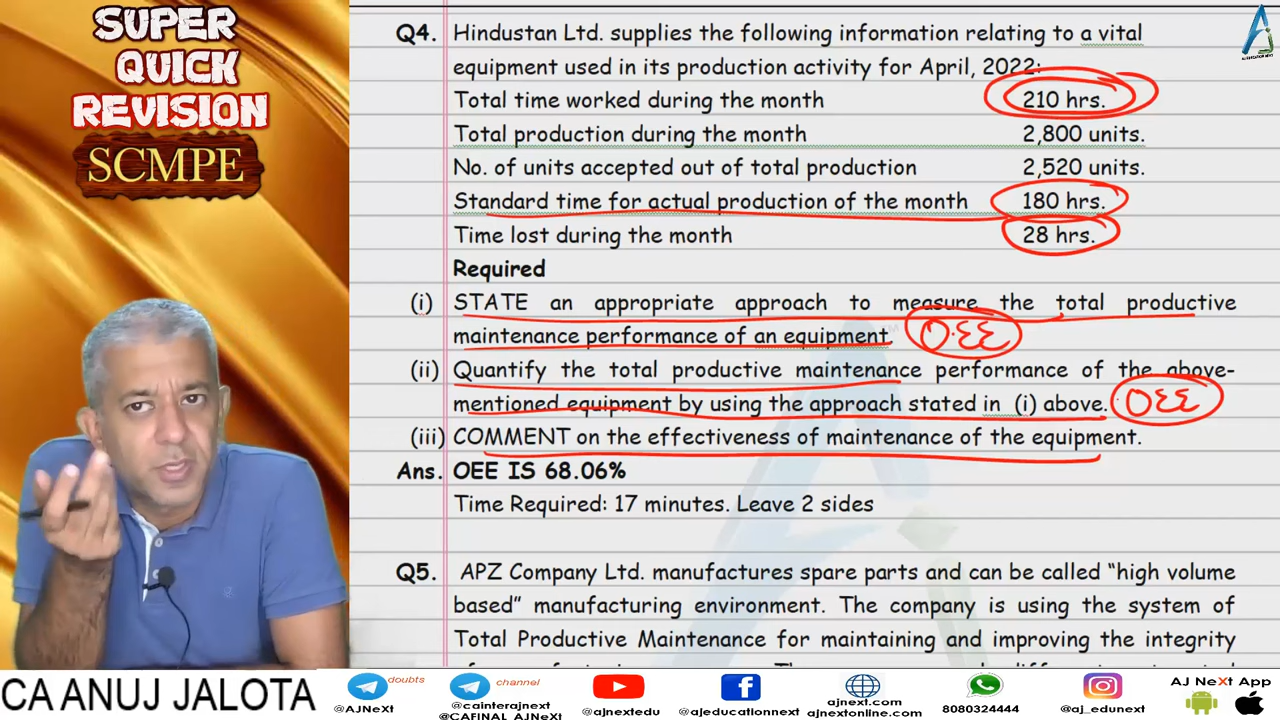 SUPER
QUICK
REVISION
SCMPE
Q4. Hindustan Ltd. supplies the following information relating to a vital
equipment used in its production activity for April, 2022:
Total time worked during the month 210 hrs.
Total production during the month 2,800 units.
No. of units accepted out of total production 2,520 units.
Standard time for actual production of the month 180 hrs.
Time lost during the month 28 hrs.
Required
(i) STATE an appropriate approach to measure the total productive
maintenance performance of an equipment. OEE
(ii) Quantify the total productive maintenance performance of the above-
mentioned equipment by using the approach stated in (i) above. OEE
(iii) COMMENT on the effectiveness of maintenance of the equipment.
Ans. OEE IS 68.06%
Time Required: 17 minutes. Leave 2 sides
Q5. APZ Company Ltd. manufactures spare parts and can be called “high volume
based” manufacturing environment. The company is using the system of
Total Productive Maintenance for maintaining and improving the integrity
CA ANUJ JALOTA
doubts
@AJNeXt
channel
@cainterajnext
@CAFINAL_AJNeXt
@ajnextedu
@ajeducationnext
ajnext.com
ajnextonline.com
8080324444
@aj_edunext
AJ NeXt App